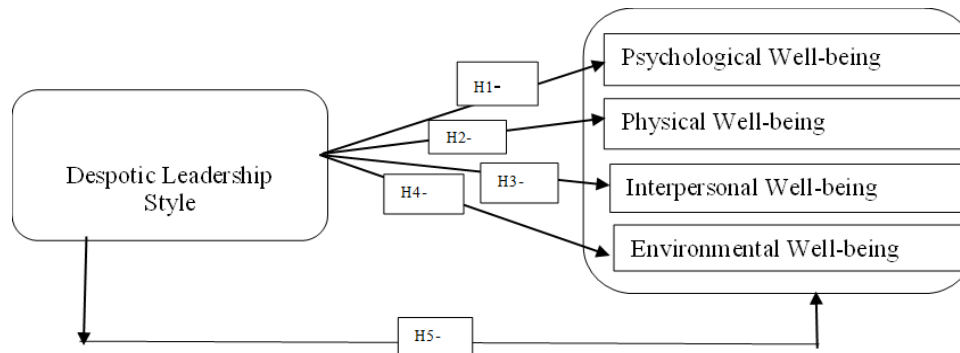 Psychological Well-being
H1-
Physical Well-being
H2-
Despotic Leadership
Style
H3-
Interpersonal Well-being
H4-
Environmental Well-being
H5-